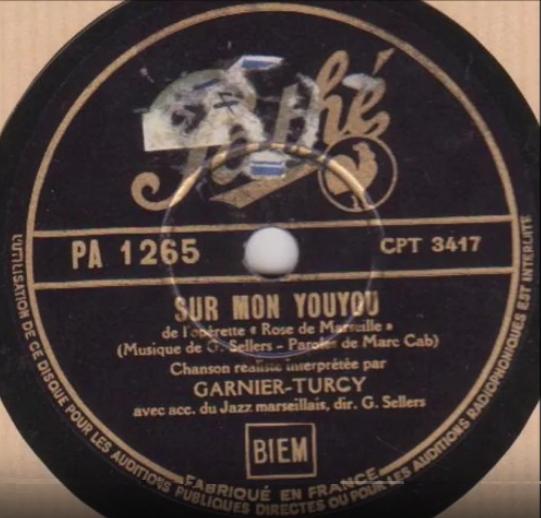 Pathé
PA 1265
CPT 3417
SUR MON YOUYOU
de l'opérette « Rose de Marseille »
(Musique de G. Sellers - Paroles de Marc Cab)
Chanson réaliste interprétée par
GARNIER-TURCY
avec acc. du Jazz marseillais, dir. G. Sellers
BIEM
FABRIQUÉ EN FRANCE
L'UTILISATION DE CE DISQUE POUR LES AUDITIONS PUBLIQUES DIRECTES OU POUR LES AUDITIONS RADIOPHONIQUES EST INTERDITE